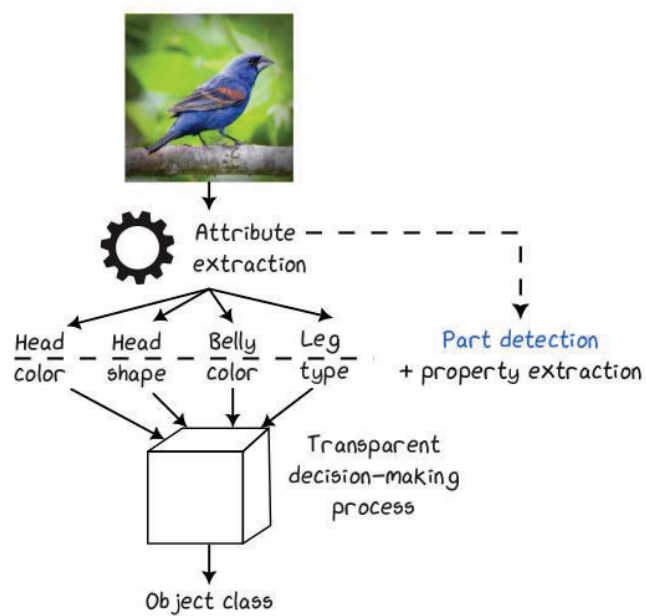 Attribute
extraction
Head Head Belly Leg
color shape color type
Part detection
+ property extraction
Transparent
decision-making
process
Object class